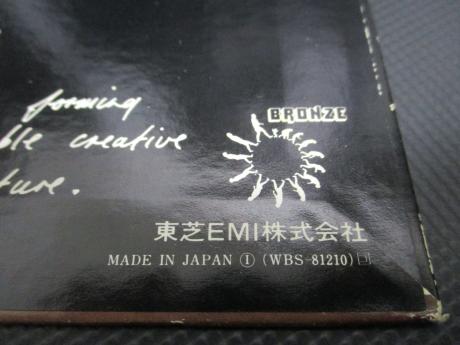 forming
BRONZE
ble creative
ture.
東芝EMI株式会社
MADE IN JAPAN Ⓘ (WBS-81210) 回